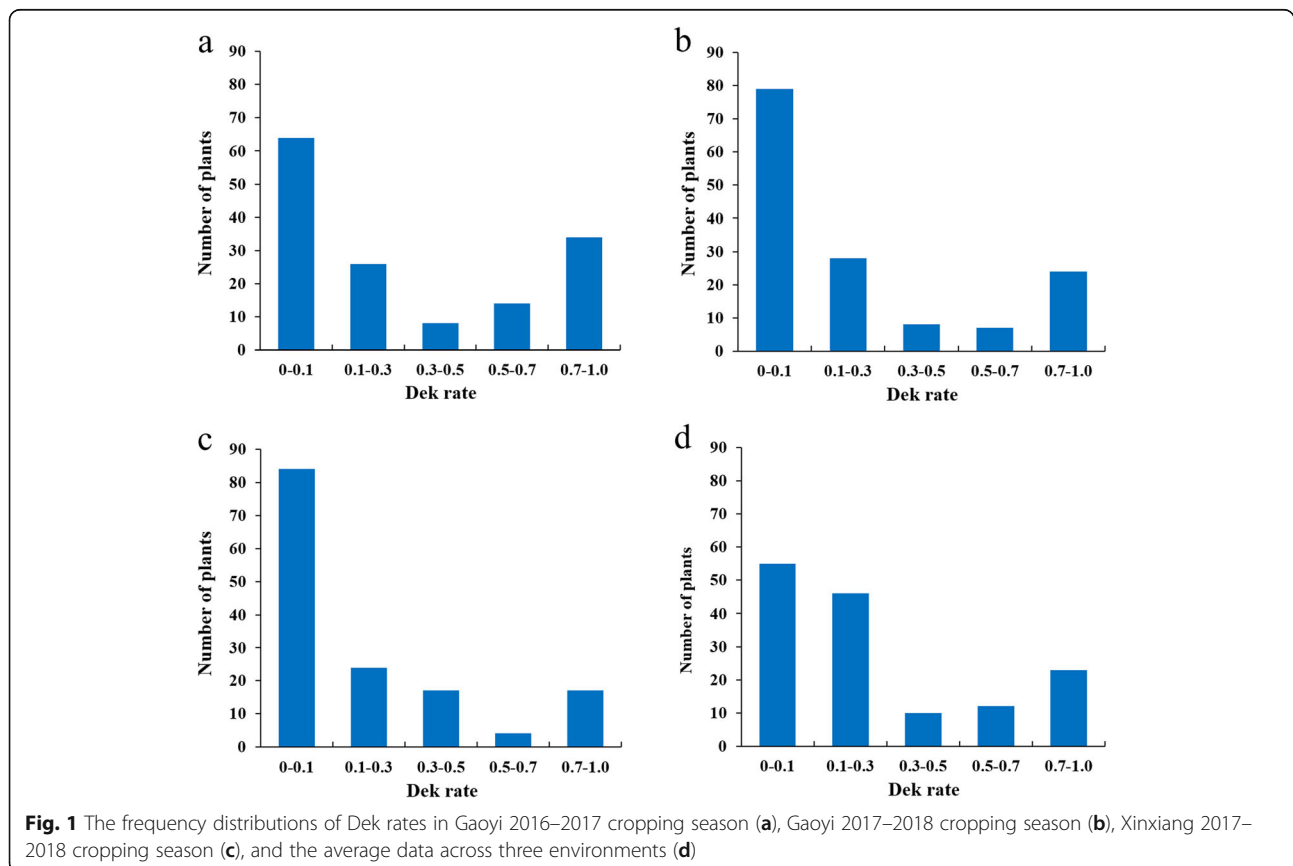 a
90
80
70
60
50
40
30
20
10
0
Number of plants
0-0.1 0.1-0.3 0.3-0.5 0.5-0.7 0.7-1.0
Dek rate
b
90
80
70
60
50
40
30
20
10
0
Number of plants
0-0.1 0.1-0.3 0.3-0.5 0.5-0.7 0.7-1.0
Dek rate
c
90
80
70
60
50
40
30
20
10
0
Number of plants
0-0.1 0.1-0.3 0.3-0.5 0.5-0.7 0.7-1.0
Dek rate
d
90
80
70
60
50
40
30
20
10
0
Number of plants
0-0.1 0.1-0.3 0.3-0.5 0.5-0.7 0.7-1.0
Dek rate
Fig. 1 The frequency distributions of Dek rates in Gaoyi 2016–2017 cropping season (a), Gaoyi 2017–2018 cropping season (b), Xinxiang 2017–
2018 cropping season (c), and the average data across three environments (d)